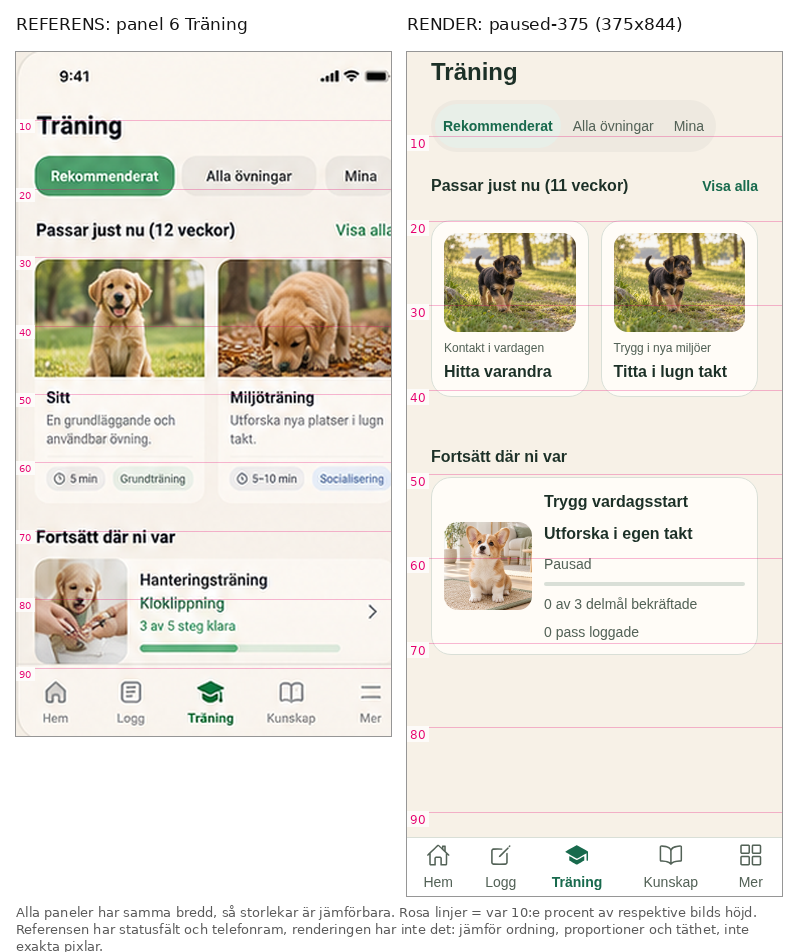 REFERENS: panel 6 Träning
RENDER: paused-375 (375x844)
9:41
Träning
Rekommenderat
Alla övningar
Mina
Passar just nu (12 veckor)
Visa alla
Sitt
En grundläggande och
användbar övning.
5 min
Grundträning
Miljöträning
Utforska nya platser i lugn
takt.
5–10 min
Socialisering
Fortsätt där ni var
Hanteringsträning
Kloklippning
3 av 5 steg klara
Hem
Logg
Träning
Kunskap
Mer
10
20
30
40
50
60
70
80
90
Träning
Rekommenderat
Alla övningar
Mina
Passar just nu (11 veckor)
Visa alla
Kontakt i vardagen
Hitta varandra
Trygg i nya miljöer
Titta i lugn takt
Fortsätt där ni var
Trygg vardagsstart
Utforska i egen takt
Pausad
0 av 3 delmål bekräftade
0 pass loggade
Hem
Logg
Träning
Kunskap
Mer
10
20
30
40
50
60
70
80
90
Alla paneler har samma bredd, så storlekar är jämförbara. Rosa linjer = var 10:e procent av respektive bilds höjd.
Referensen har statusfält och telefonram, renderingen har inte det: jämför ordning, proportioner och täthet, inte
exakta pixlar.